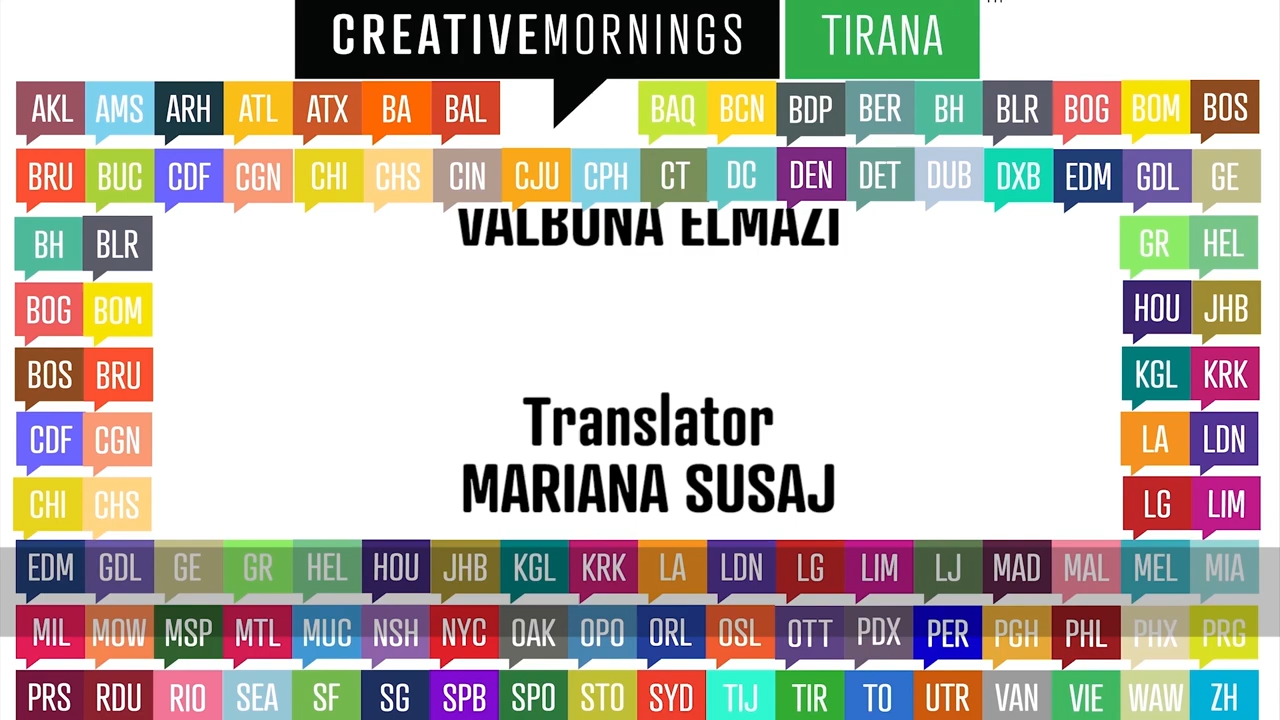 CREATIVEMORNINGS TIRANA
AKL AMS ARH ATL ATX BA BAL BAQ BCN BDP BER BH BLR BOG BOM BOS
BRU BUC CDF CGN CHI CHS CIN CJU CPH CT DC DEN DET DUB DXB EDM GDL GE
VALBONA ELMAZI
BH BLR GR HEL
BOG BOM HOU JHB
BOS BRU KGL KRK
Translator
CDF CGN LA LDN
MARIANA SUSAJ
CHI CHS LG LIM
EDM GDL GE GR HEL HOU JHB KGL KRK LA LDN LG LIM LJ MAD MAL MEL MIA
MIL MOW MSP MTL MUC NSH NYC OAK OPO ORL OSL OTT PDX PER PGH PHL PHX PRG
PRS RDU RIO SEA SF SG SPB SPO STO SYD TIJ TIR TO UTR VAN VIE WAW ZH